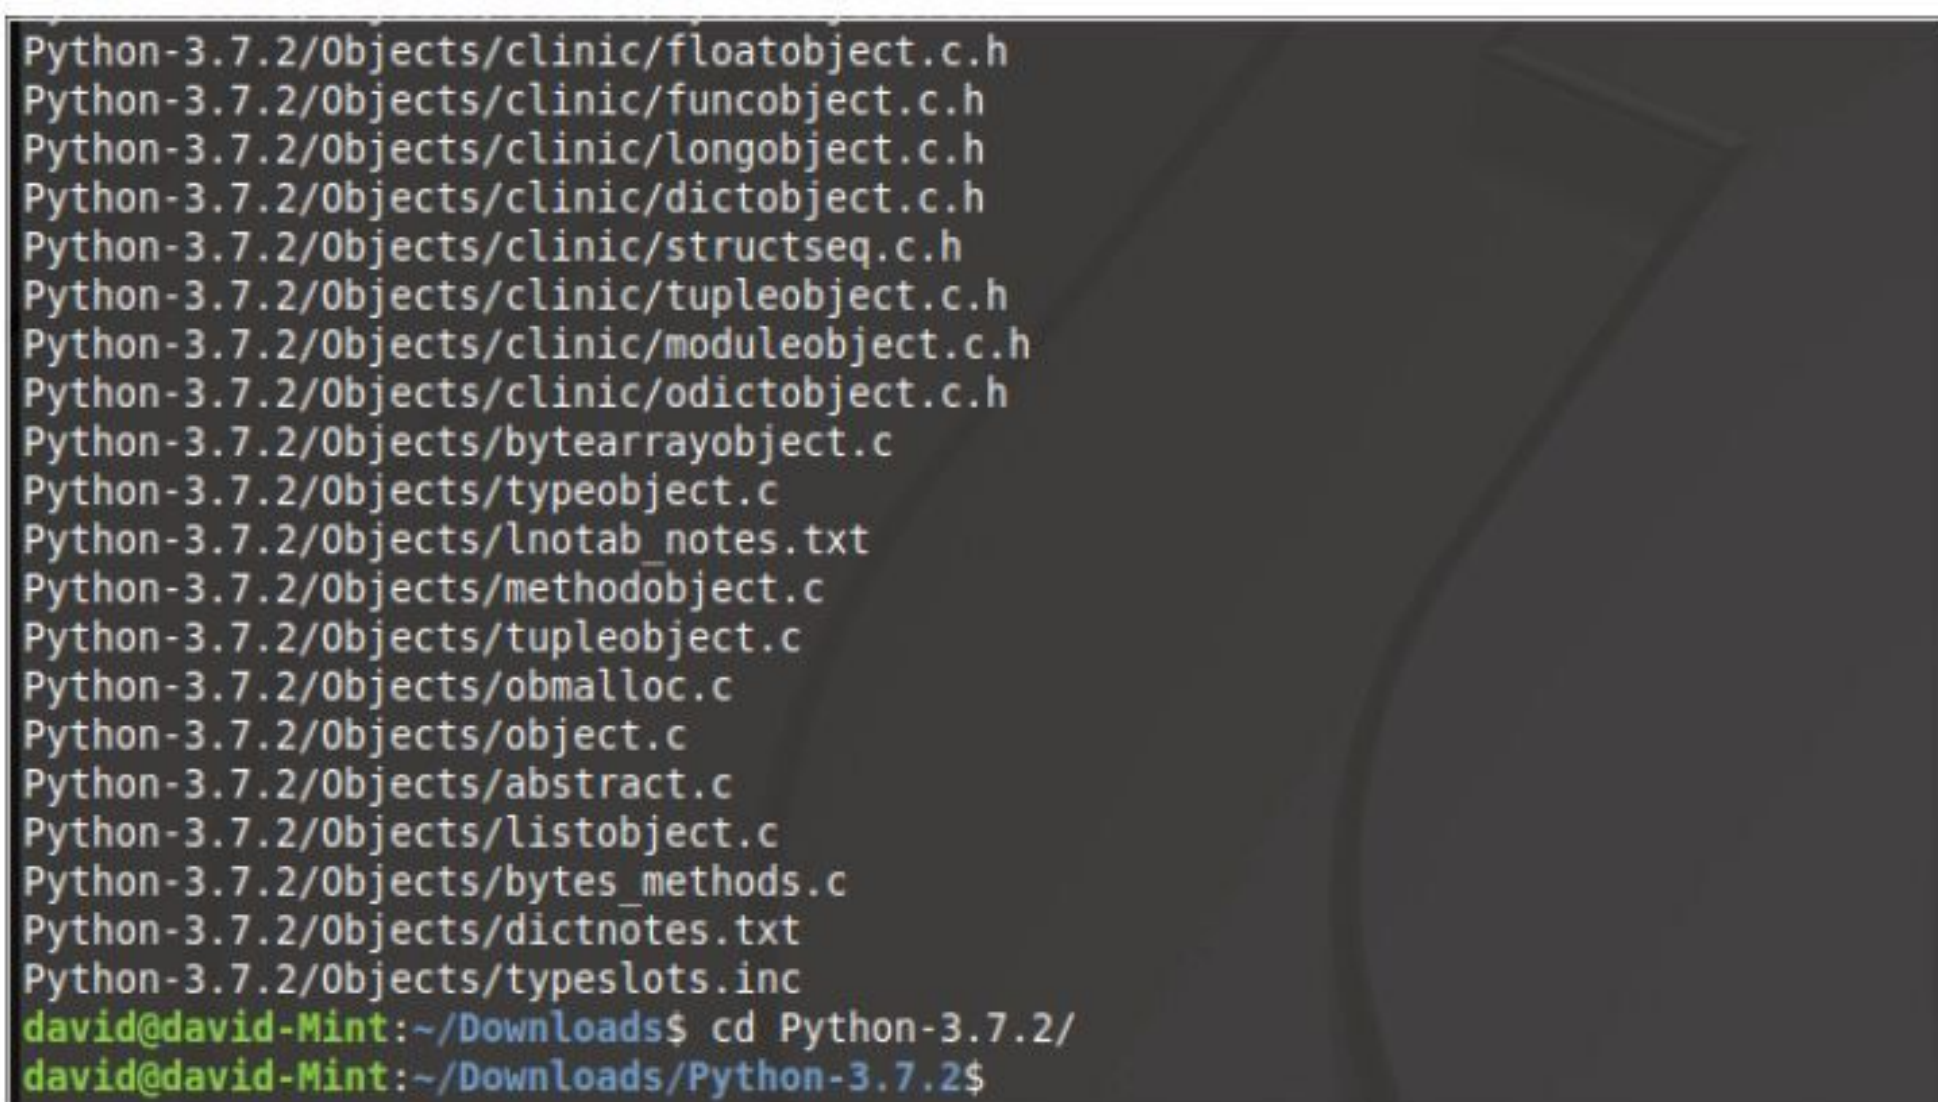 Python-3.7.2/Objects/clinic/floatobject.c.h
Python-3.7.2/Objects/clinic/funcobject.c.h
Python-3.7.2/Objects/clinic/longobject.c.h
Python-3.7.2/Objects/clinic/dictobject.c.h
Python-3.7.2/Objects/clinic/structseq.c.h
Python-3.7.2/Objects/clinic/tupleobject.c.h
Python-3.7.2/Objects/clinic/moduleobject.c.h
Python-3.7.2/Objects/clinic/odictobject.c.h
Python-3.7.2/Objects/bytearrayobject.c
Python-3.7.2/Objects/typeobject.c
Python-3.7.2/Objects/lnotab_notes.txt
Python-3.7.2/Objects/methodobject.c
Python-3.7.2/Objects/tupleobject.c
Python-3.7.2/Objects/obmalloc.c
Python-3.7.2/Objects/object.c
Python-3.7.2/Objects/abstract.c
Python-3.7.2/Objects/listobject.c
Python-3.7.2/Objects/bytes_methods.c
Python-3.7.2/Objects/dictnotes.txt
Python-3.7.2/Objects/typeslots.inc
david@david-Mint:~/Downloads$ cd Python-3.7.2/
david@david-Mint:~/Downloads/Python-3.7.2$